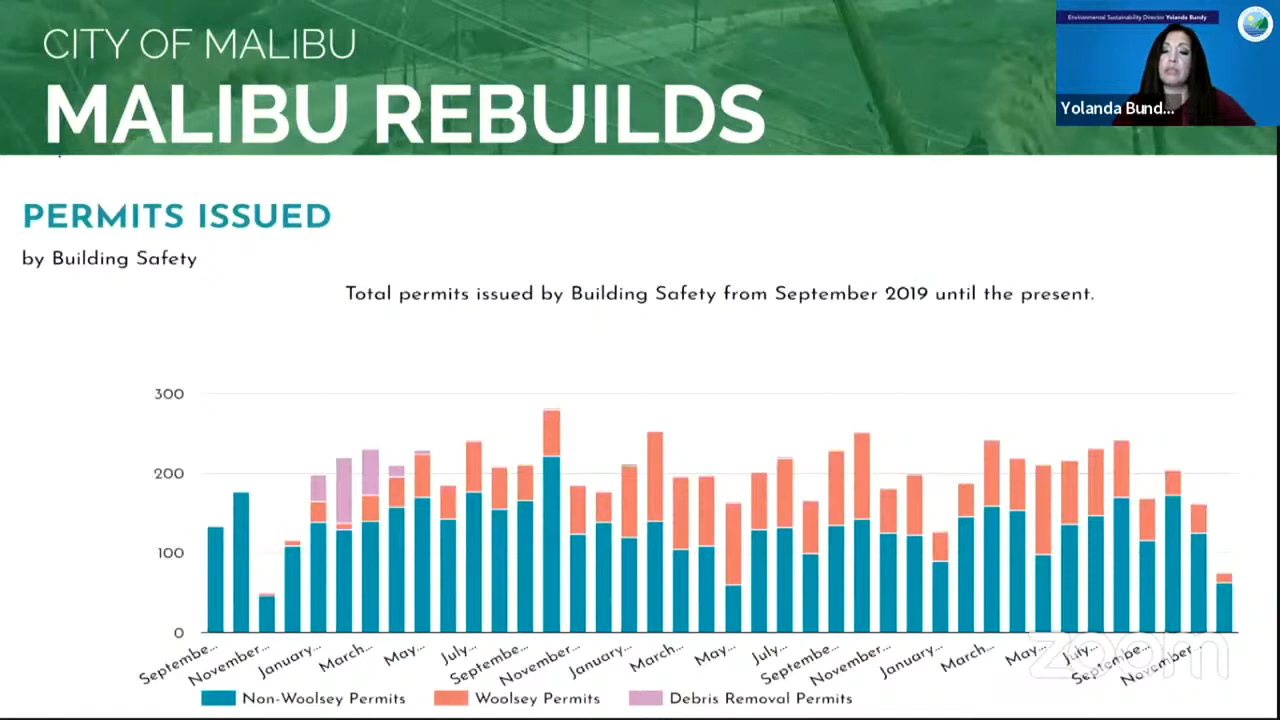 CITY OF MALIBU
MALIBU REBUILDS
Environmental Sustainability Director Yolanda Bundy
Yolanda Bund...
PERMITS ISSUED
by Building Safety
Total permits issued by Building Safety from September 2019 until the present.
300
200
100
0
Septembe... November... January... March... May... July... Septembe... November... January... March... May... July... Septembe... November... January... March... May... July... Septembe... November...
zoom
Non-Woolsey Permits Woolsey Permits Debris Removal Permits